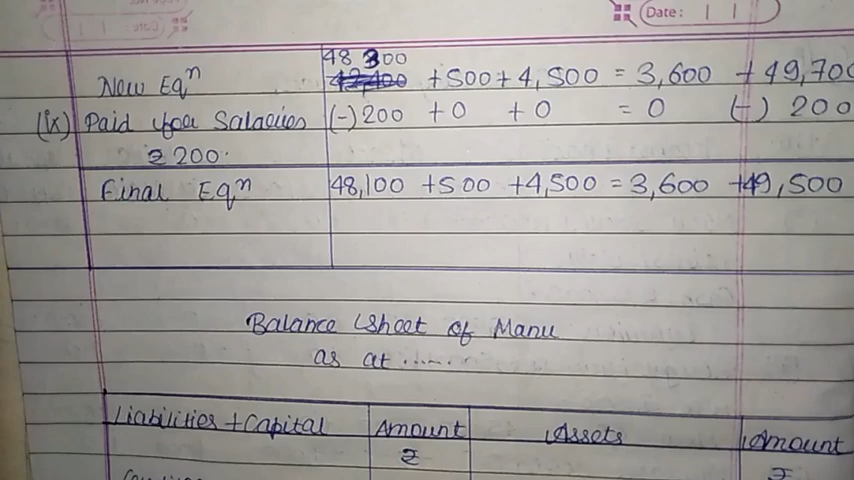 Date :
48,300
New Eqⁿ 42,400 +500 + 4,500 = 3,600 + 49,700
(ix) Paid for Salaries (-) 200 + 0 + 0 = 0 (-) 200
₹ 200.
Final Eqⁿ 48,100 +500 +4,500 = 3,600 +49,500
Balance Sheet of Manu
as at ......
Liabilities + Capital Amount Assets Amount
₹ ₹